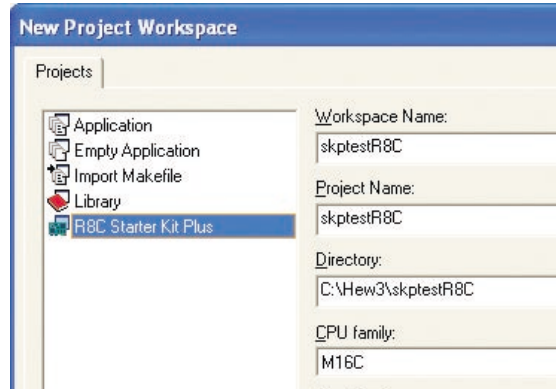 New Project Workspace
Projects
Application
Empty Application
Import Makefile
Library
R8C Starter Kit Plus
Workspace Name:
skptestR8C
Project Name:
skptestR8C
Directory:
C:\Hew3\skptestR8C
CPU family:
M16C